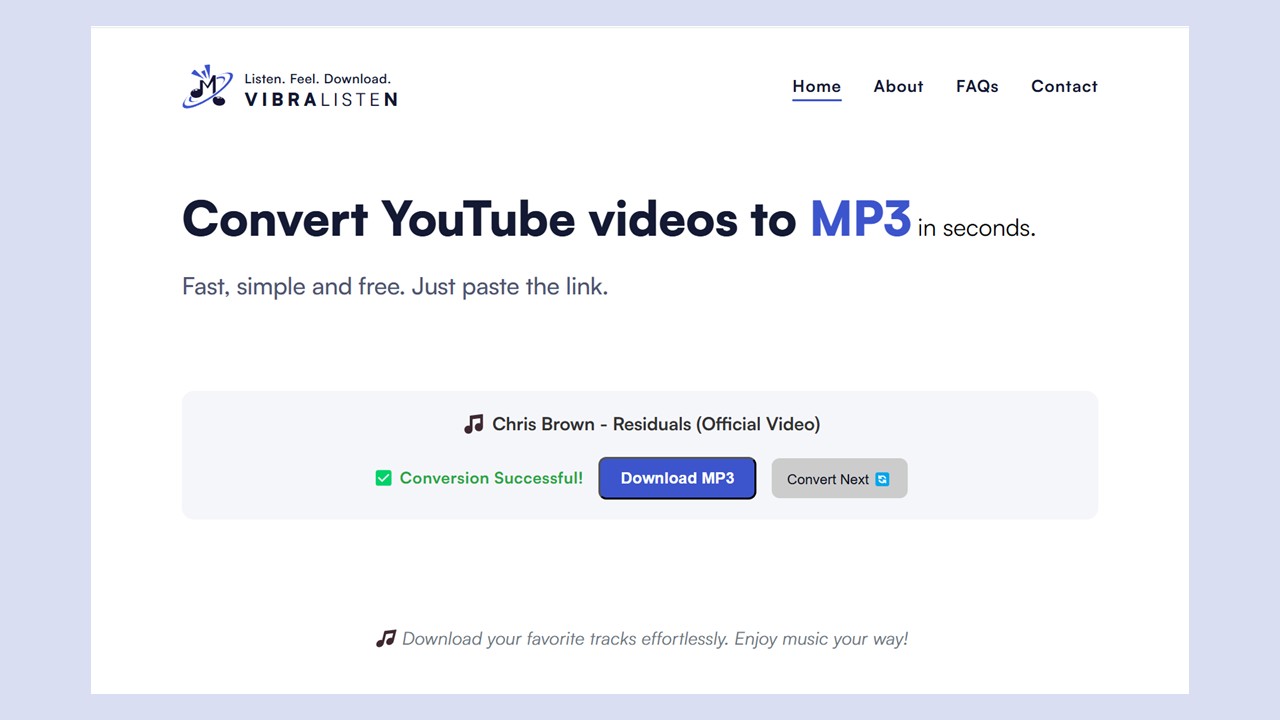 Listen. Feel. Download.
VIBRALISTEN
Home About FAQs Contact
Convert YouTube videos to MP3 in seconds.
Fast, simple and free. Just paste the link.
Chris Brown - Residuals (Official Video)
Conversion Successful! Download MP3 Convert Next
Download your favorite tracks effortlessly. Enjoy music your way!